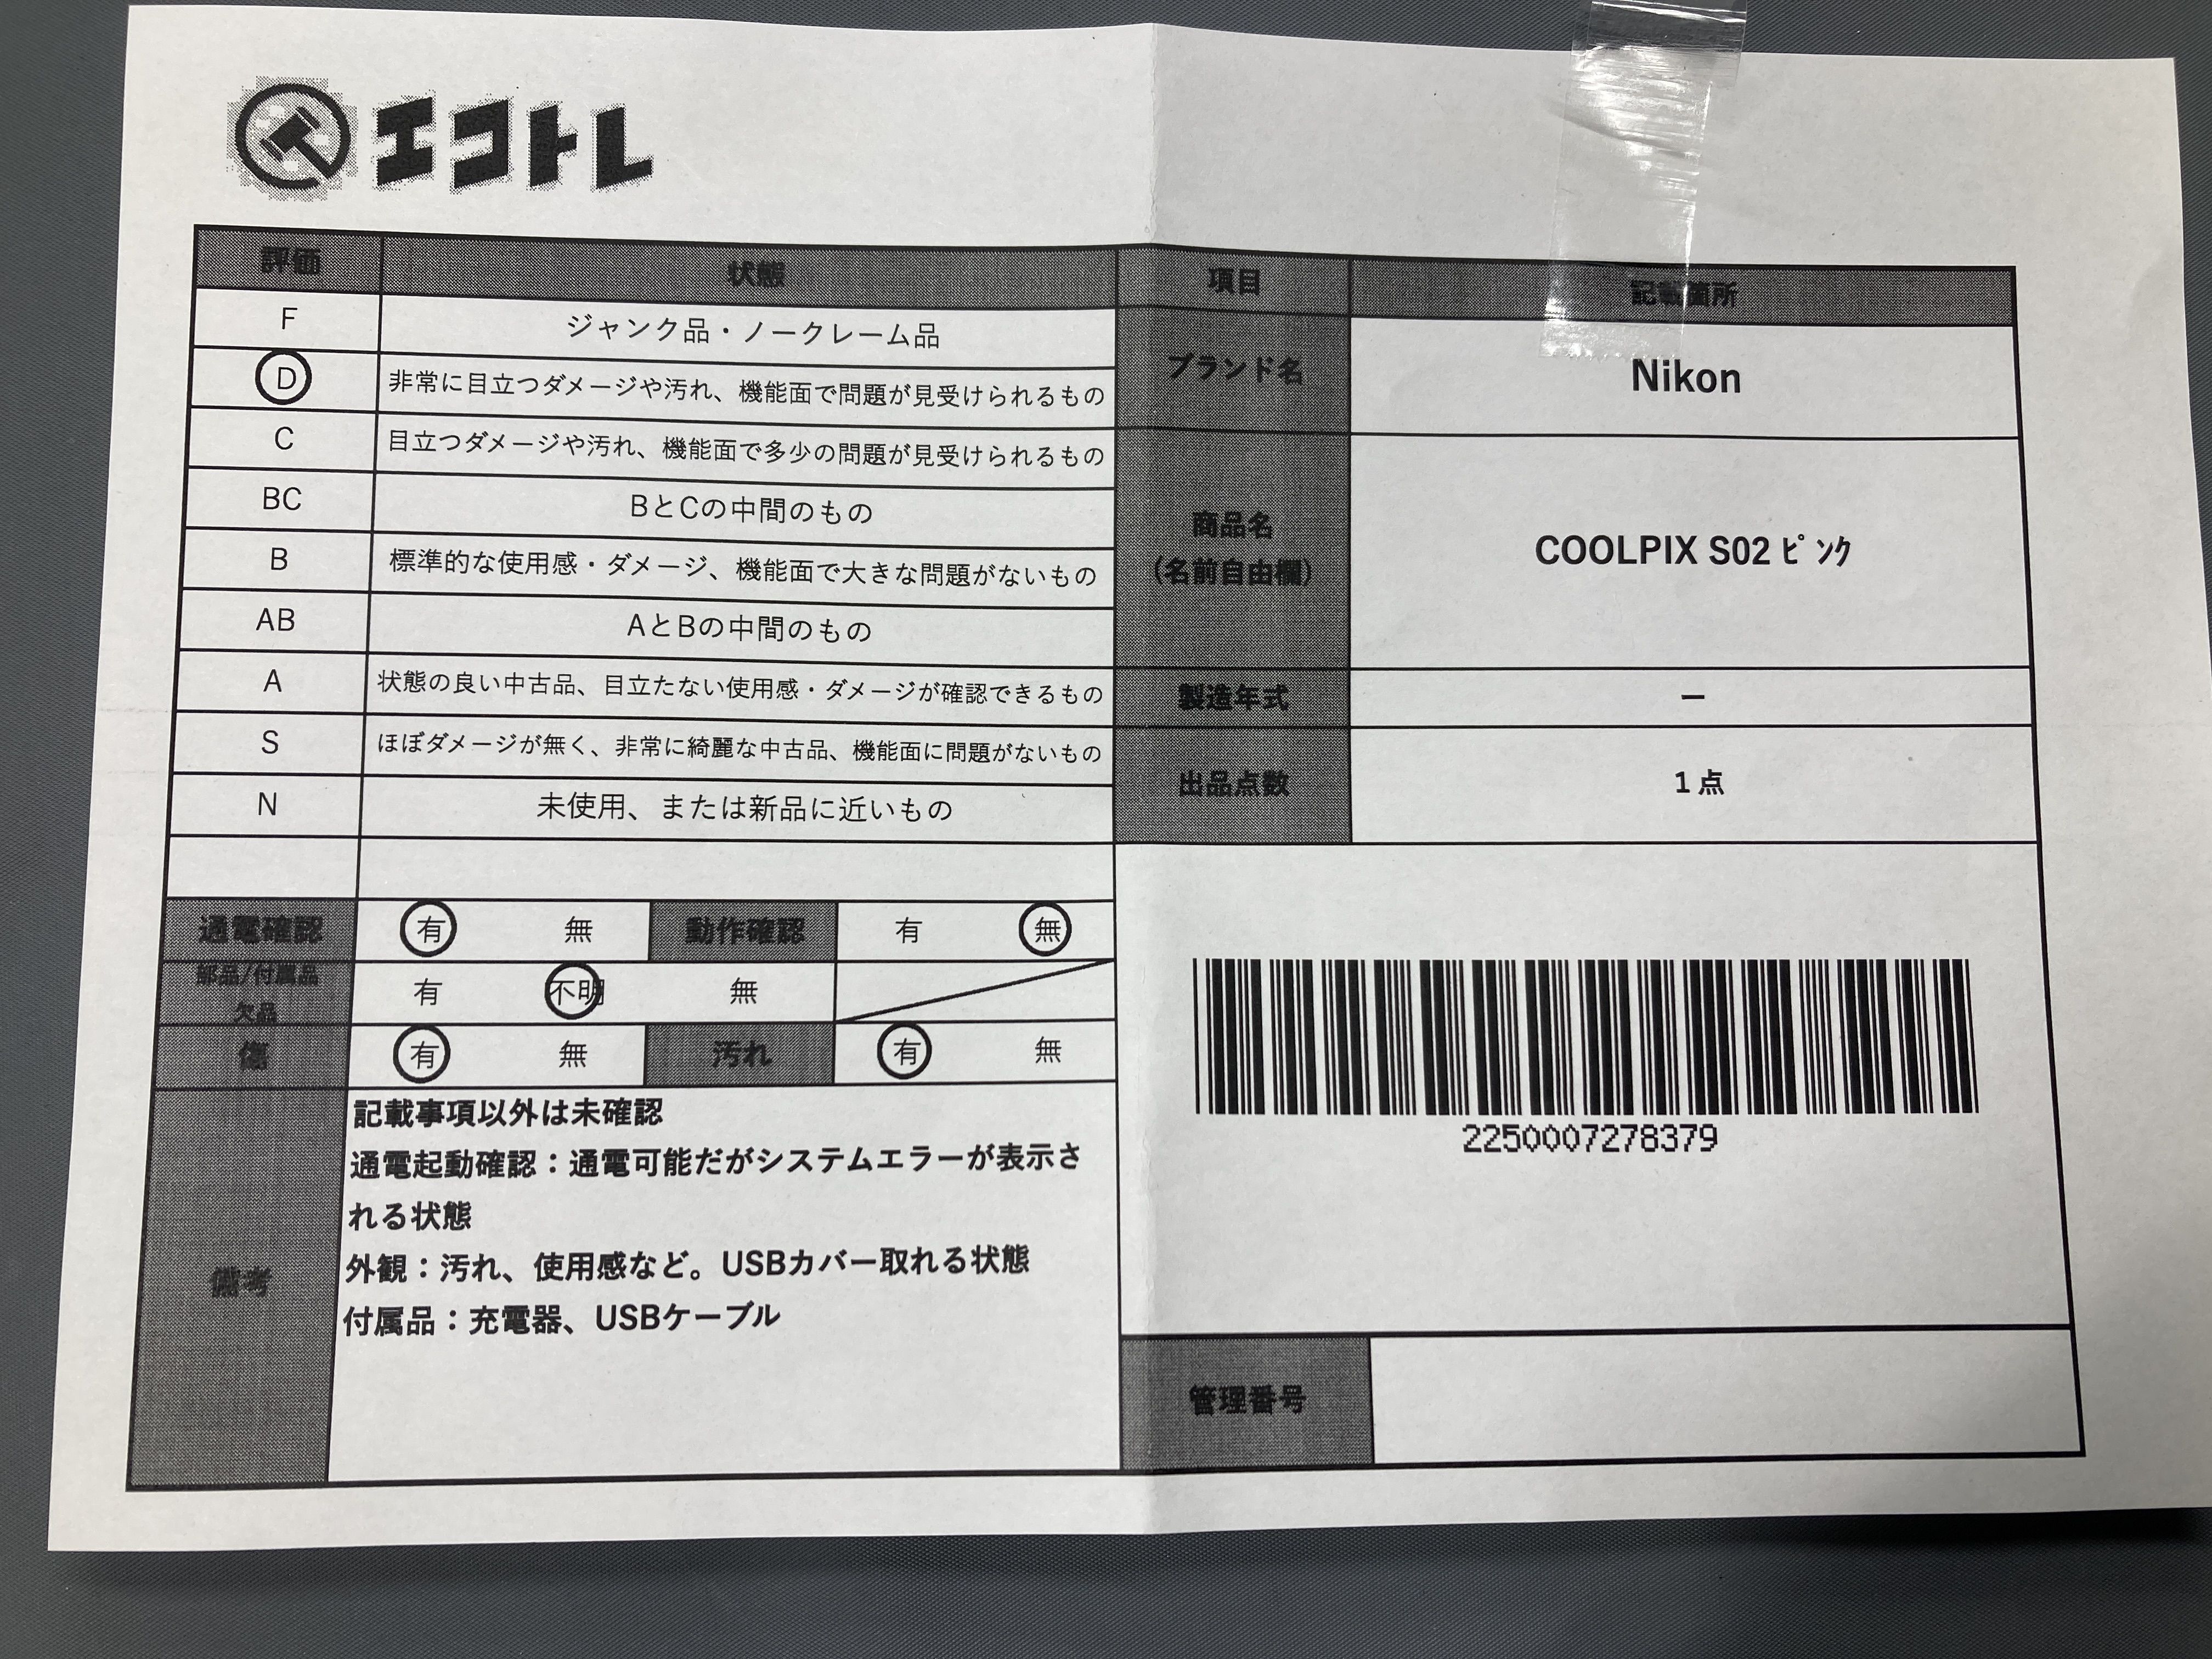 エコトレ
評価 状態
F ジャンク品・ノークレーム品
D 非常に目立つダメージや汚れ、機能面で問題が見受けられるもの
C 目立つダメージや汚れ、機能面で多少の問題が見受けられるもの
BC BとCの中間のもの
B 標準的な使用感・ダメージ、機能面で大きな問題がないもの
AB AとBの中間のもの
A 状態の良い中古品、目立たない使用感・ダメージが確認できるもの
S ほぼダメージが無く、非常に綺麗な中古品、機能面に問題がないもの
N 未使用、または新品に近いもの
通電確認 有 無 動作確認 有 無
部品/付属品
欠品
有 不明 無
傷 有 無 汚れ 有 無
備考
記載事項以外は未確認
通電起動確認：通電可能だがシステムエラーが表示さ
れる状態
外観：汚れ、使用感など。USBカバー取れる状態
付属品：充電器、USBケーブル
項目 記載箇所
ブランド名 Nikon
商品名
(名前自由欄)
COOLPIX S02 ﾋﾟﾝｸ
製造年式 ー
出品点数 1 点
2250007278379
管理番号